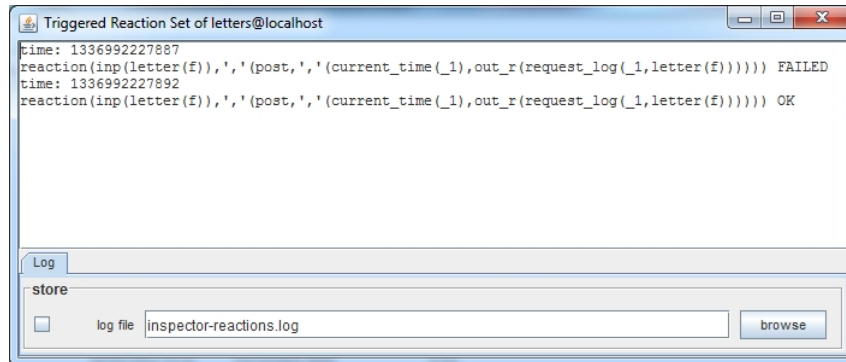 Triggered Reaction Set of letters@localhost
time: 1336992227887
reaction(inp(letter(f)),','(post,','(current_time(_1),out_r(request_log(_1,letter(f)))))) FAILED
time: 1336992227892
reaction(inp(letter(f)),','(post,','(current_time(_1),out_r(request_log(_1,letter(f)))))) OK
Log
store
log file inspector-reactions.log browse